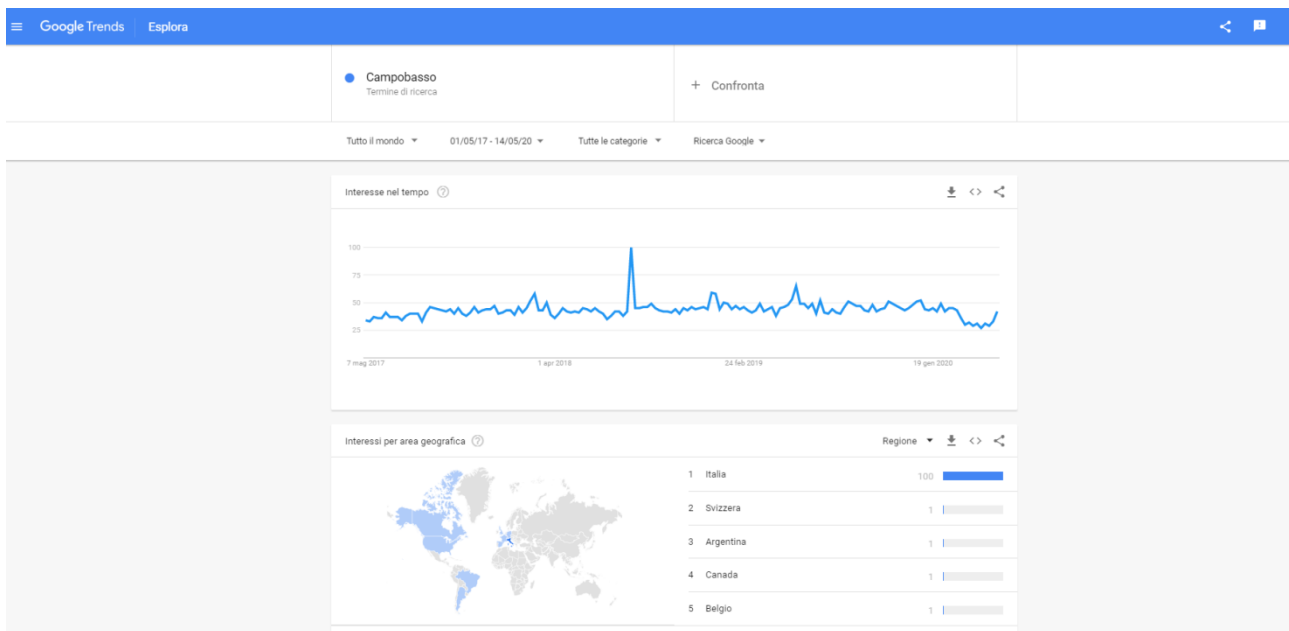 Google Trends Esplora
Campobasso
Termine di ricerca
+ Confronta
Tutto il mondo 01/05/17 - 14/05/20 Tutte le categorie Ricerca Google
Interesse nel tempo
100
75
50
25
7 mag 2017 1 apr 2018 24 feb 2019 19 gen 2020
Interessi per area geografica Regione
1 Italia 100
2 Svizzera 1
3 Argentina 1
4 Canada 1
5 Belgio 1